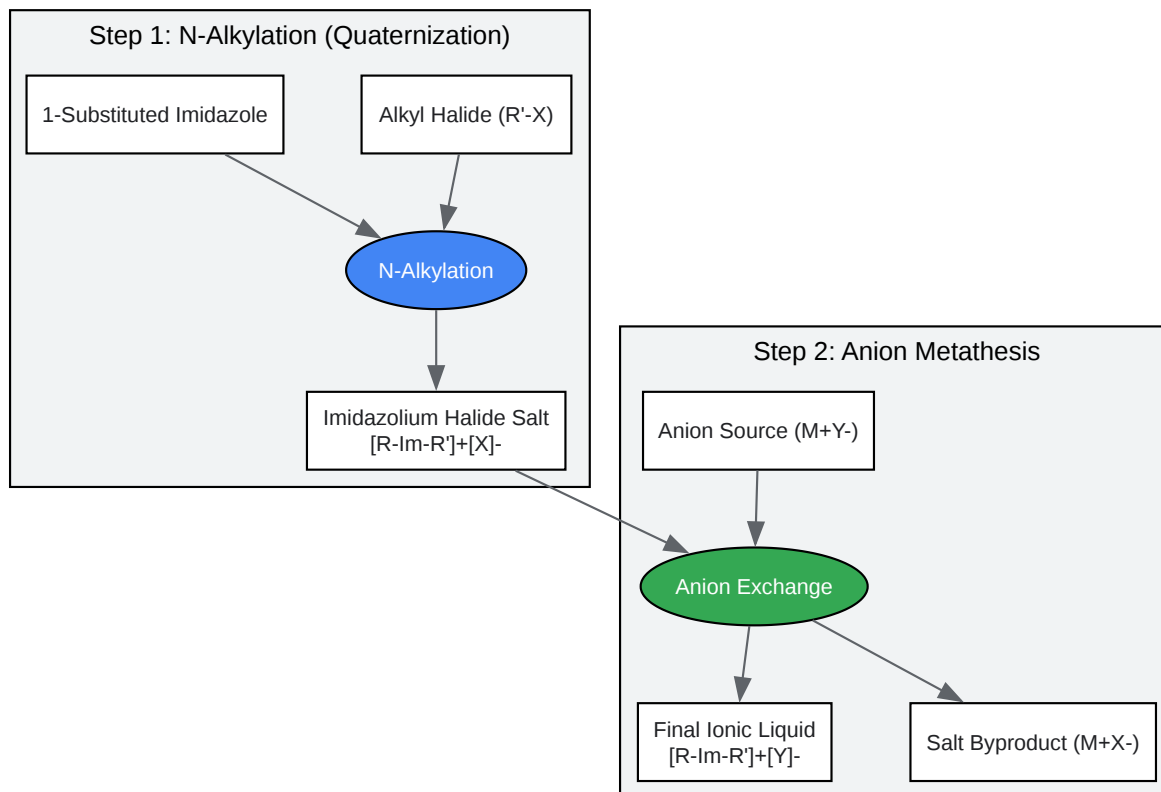 Step 1: N-Alkylation (Quaternization)
1-Substituted Imidazole
Alkyl Halide (R'-X)
N-Alkylation
Imidazolium Halide Salt
[R-Im-R']+[X]-
Step 2: Anion Metathesis
Anion Source (M+Y-)
Anion Exchange
Final Ionic Liquid
[R-Im-R']+[Y]-
Salt Byproduct (M+X-)